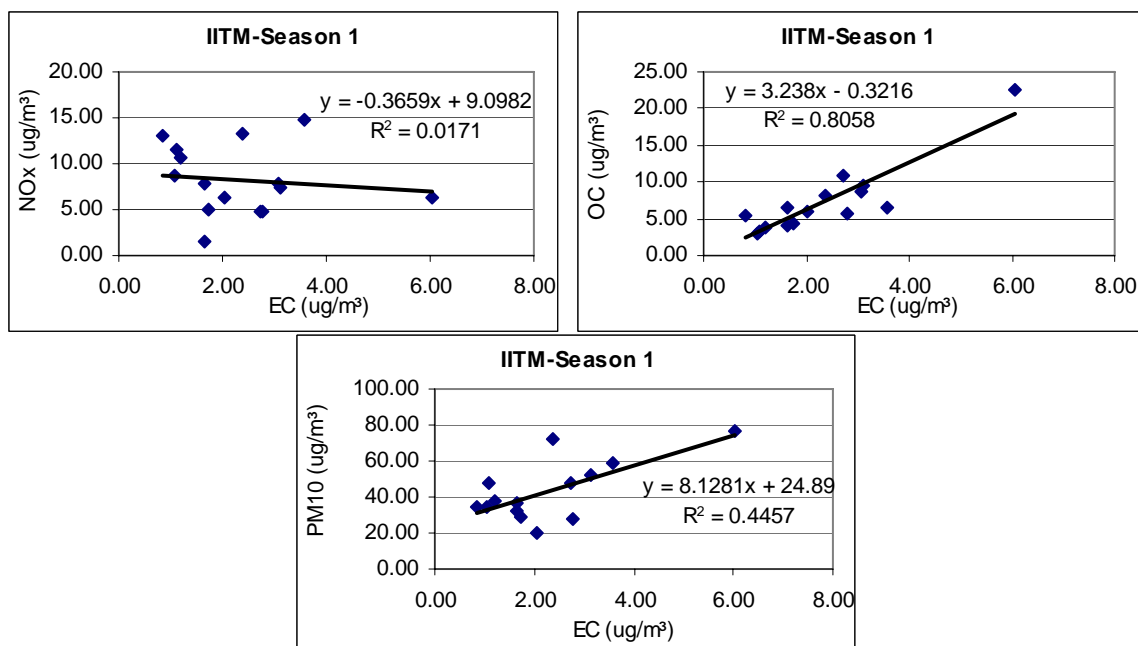 IITM-Season 1
20.00
15.00
10.00
5.00
0.00
NOx (ug/m³)
y = -0.3659x + 9.0982
R² = 0.0171
0.00 2.00 4.00 6.00 8.00
EC (ug/m³)
IITM-Season 1
25.00
20.00
15.00
10.00
5.00
0.00
OC (ug/m³)
y = 3.238x - 0.3216
R² = 0.8058
0.00 2.00 4.00 6.00 8.00
EC (ug/m³)
IITM-Season 1
100.00
80.00
60.00
40.00
20.00
0.00
PM10 (ug/m³)
y = 8.1281x + 24.89
R² = 0.4457
0.00 2.00 4.00 6.00 8.00
EC (ug/m³)